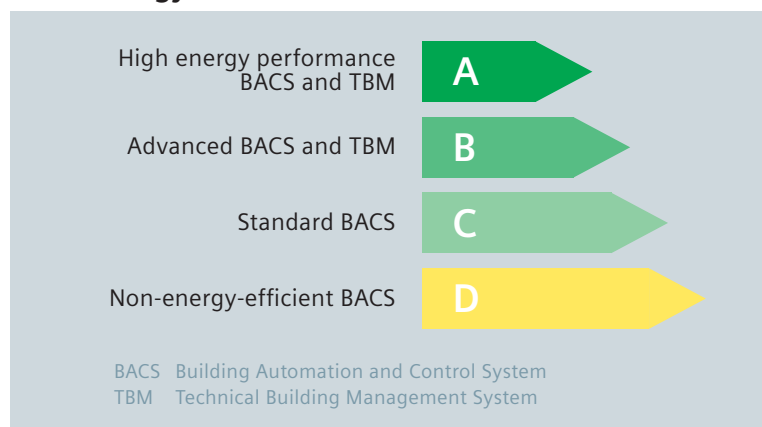 High energy performance
BACS and TBM
A
Advanced BACS and TBM
B
Standard BACS
C
Non-energy-efficient BACS
D
BACS Building Automation and Control System
TBM Technical Building Management System